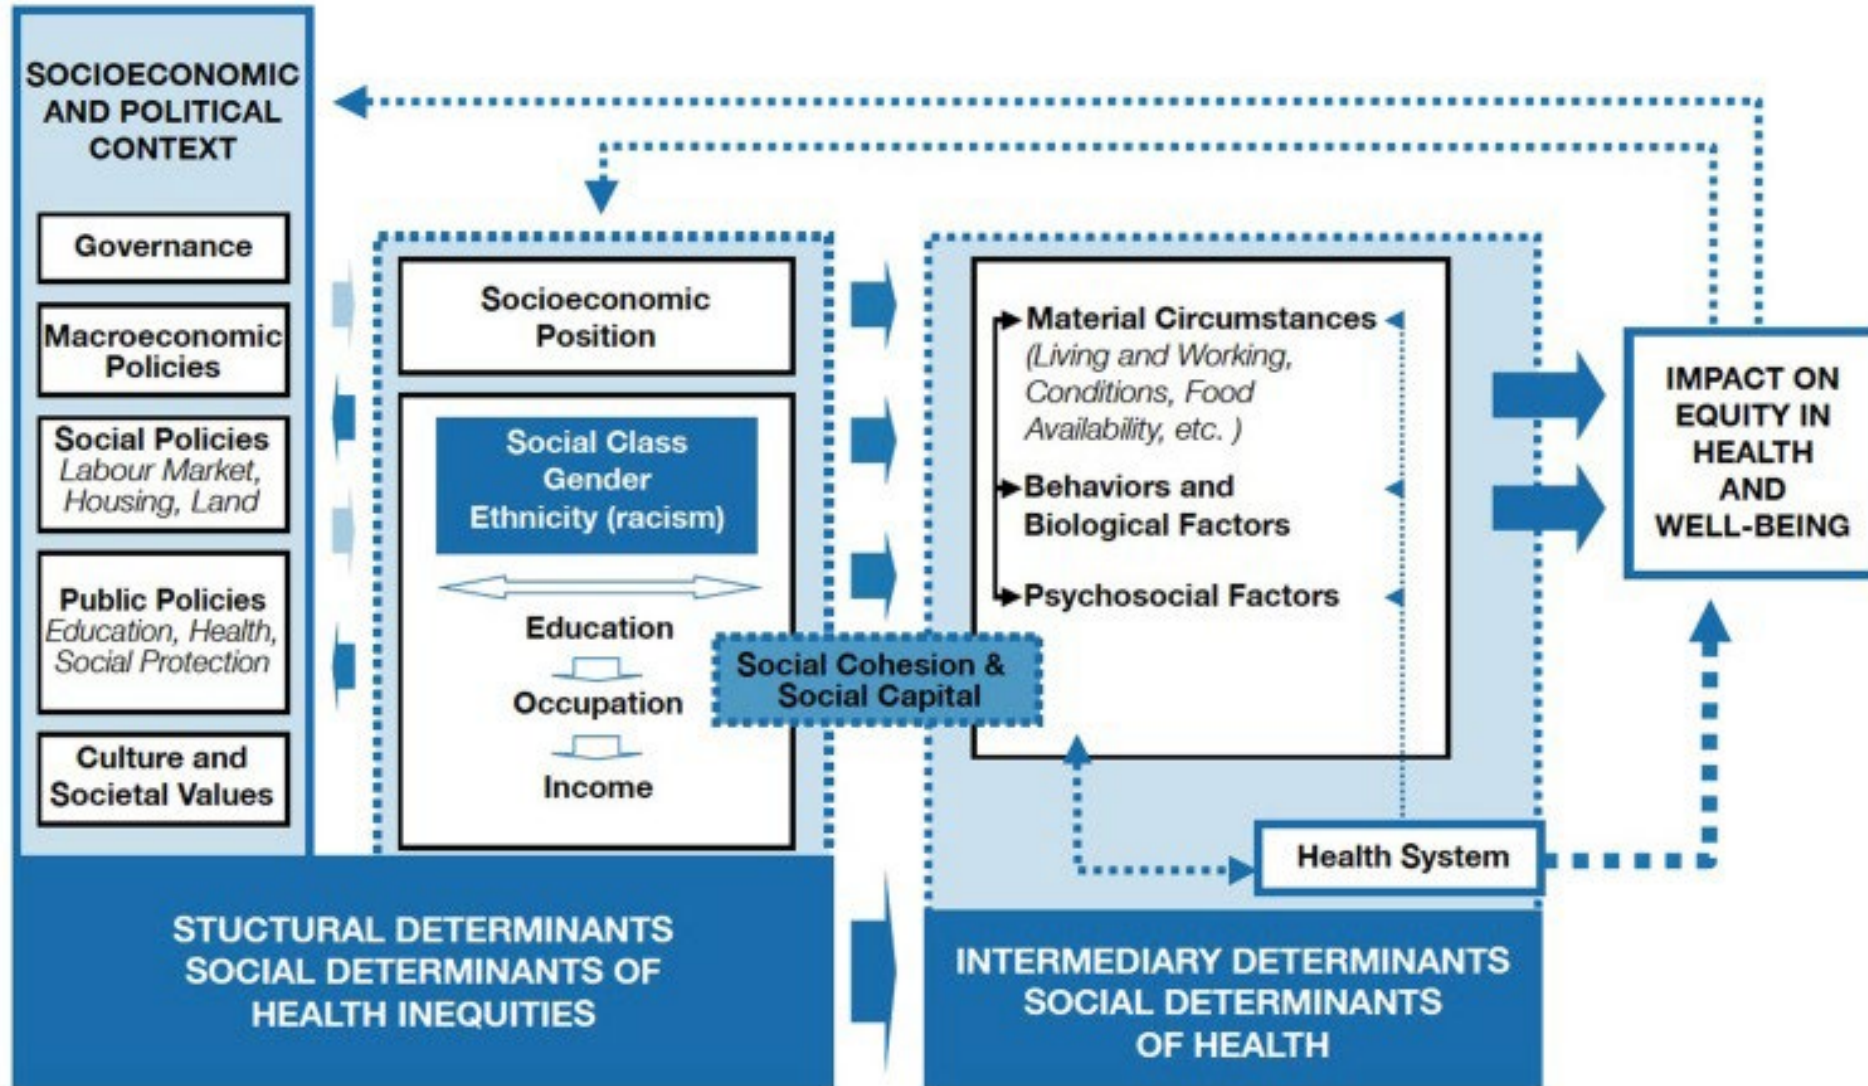 SOCIOECONOMIC
AND POLITICAL
CONTEXT
Governance
Macroeconomic
Policies
Social Policies
Labour Market,
Housing, Land
Public Policies
Education, Health,
Social Protection
Culture and
Societal Values
Socioeconomic
Position
Social Class
Gender
Ethnicity (racism)
Education
Occupation
Income
Social Cohesion &
Social Capital
Material Circumstances
(Living and Working,
Conditions, Food
Availability, etc. )
Behaviors and
Biological Factors
Psychosocial Factors
Health System
IMPACT ON
EQUITY IN
HEALTH
AND
WELL-BEING
STUCTURAL DETERMINANTS
SOCIAL DETERMINANTS OF
HEALTH INEQUITIES
INTERMEDIARY DETERMINANTS
SOCIAL DETERMINANTS
OF HEALTH